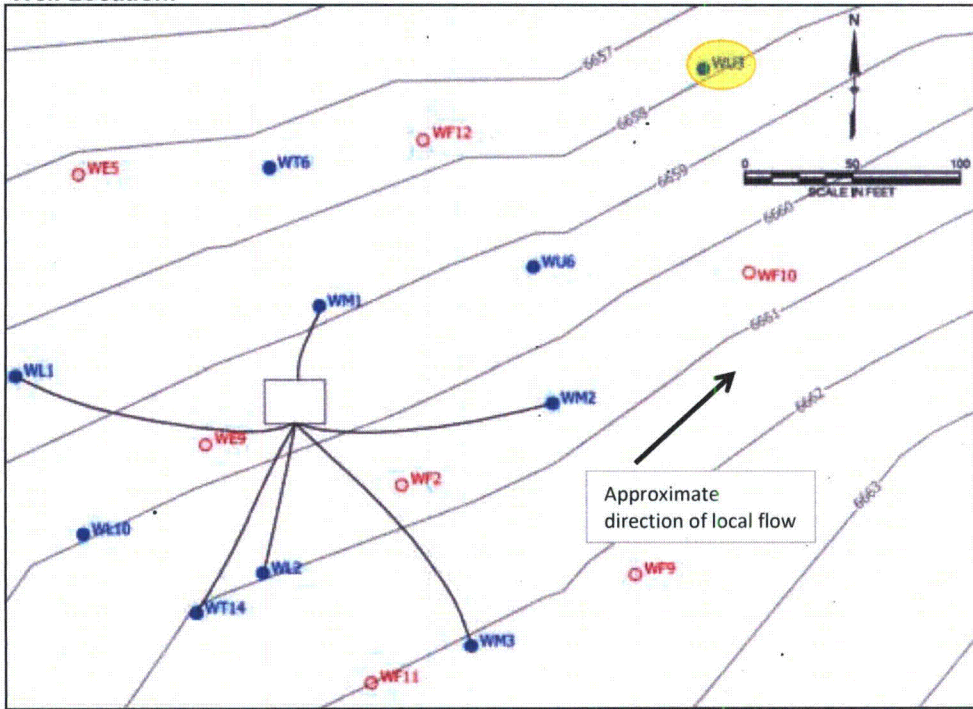 6657
WU3
N
6658
WF12
WE5
WT6
6659
0
50
100
SCALE IN FEET
6660
WU6
WF10
WM1
6661
WL1
WM2
6662
WE9
WF2
Approximate
direction of local flow
6663
WL10
WL2
WF9
WT14
WM3
WF11